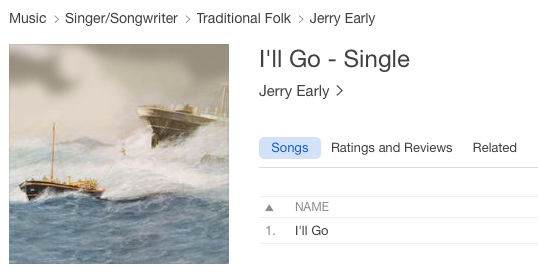 Music > Singer/Songwriter > Traditional Folk > Jerry Early
I'll Go - Single
Jerry Early >
Songs Ratings and Reviews Related
▲ NAME
1. I'll Go